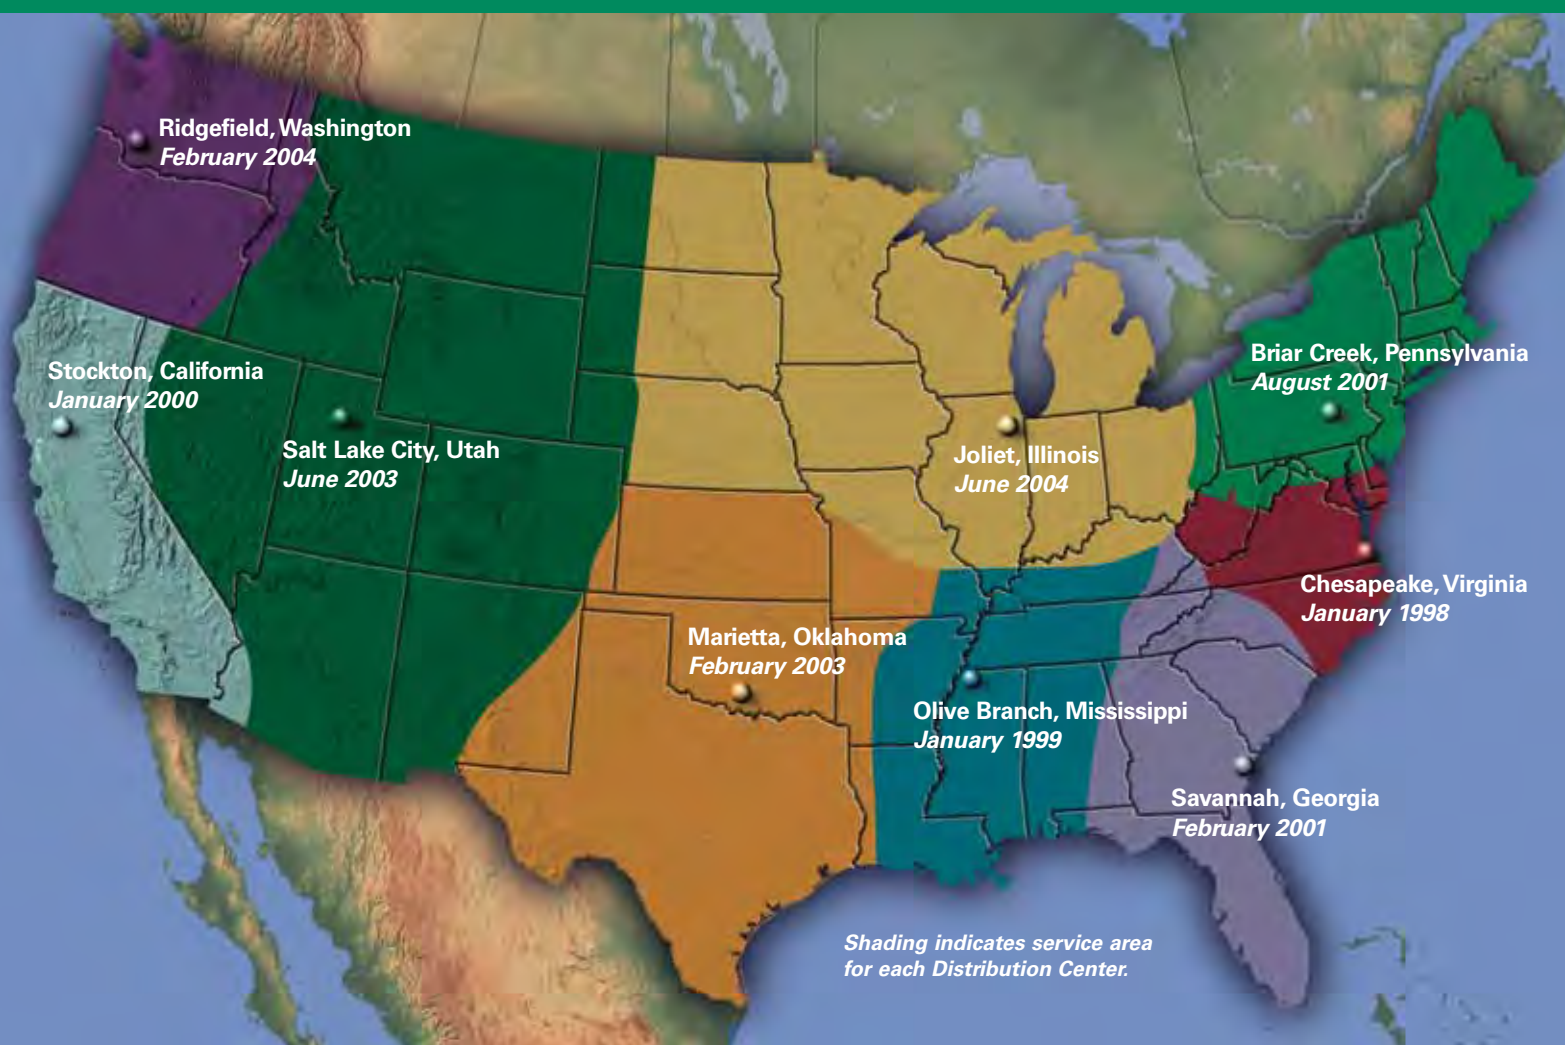 Ridgefield, Washington
February 2004
Stockton, California
January 2000
Salt Lake City, Utah
June 2003
Briar Creek, Pennsylvania
August 2001
Joliet, Illinois
June 2004
Chesapeake, Virginia
January 1998
Marietta, Oklahoma
February 2003
Olive Branch, Mississippi
January 1999
Savannah, Georgia
February 2001
Shading indicates service area
for each Distribution Center.